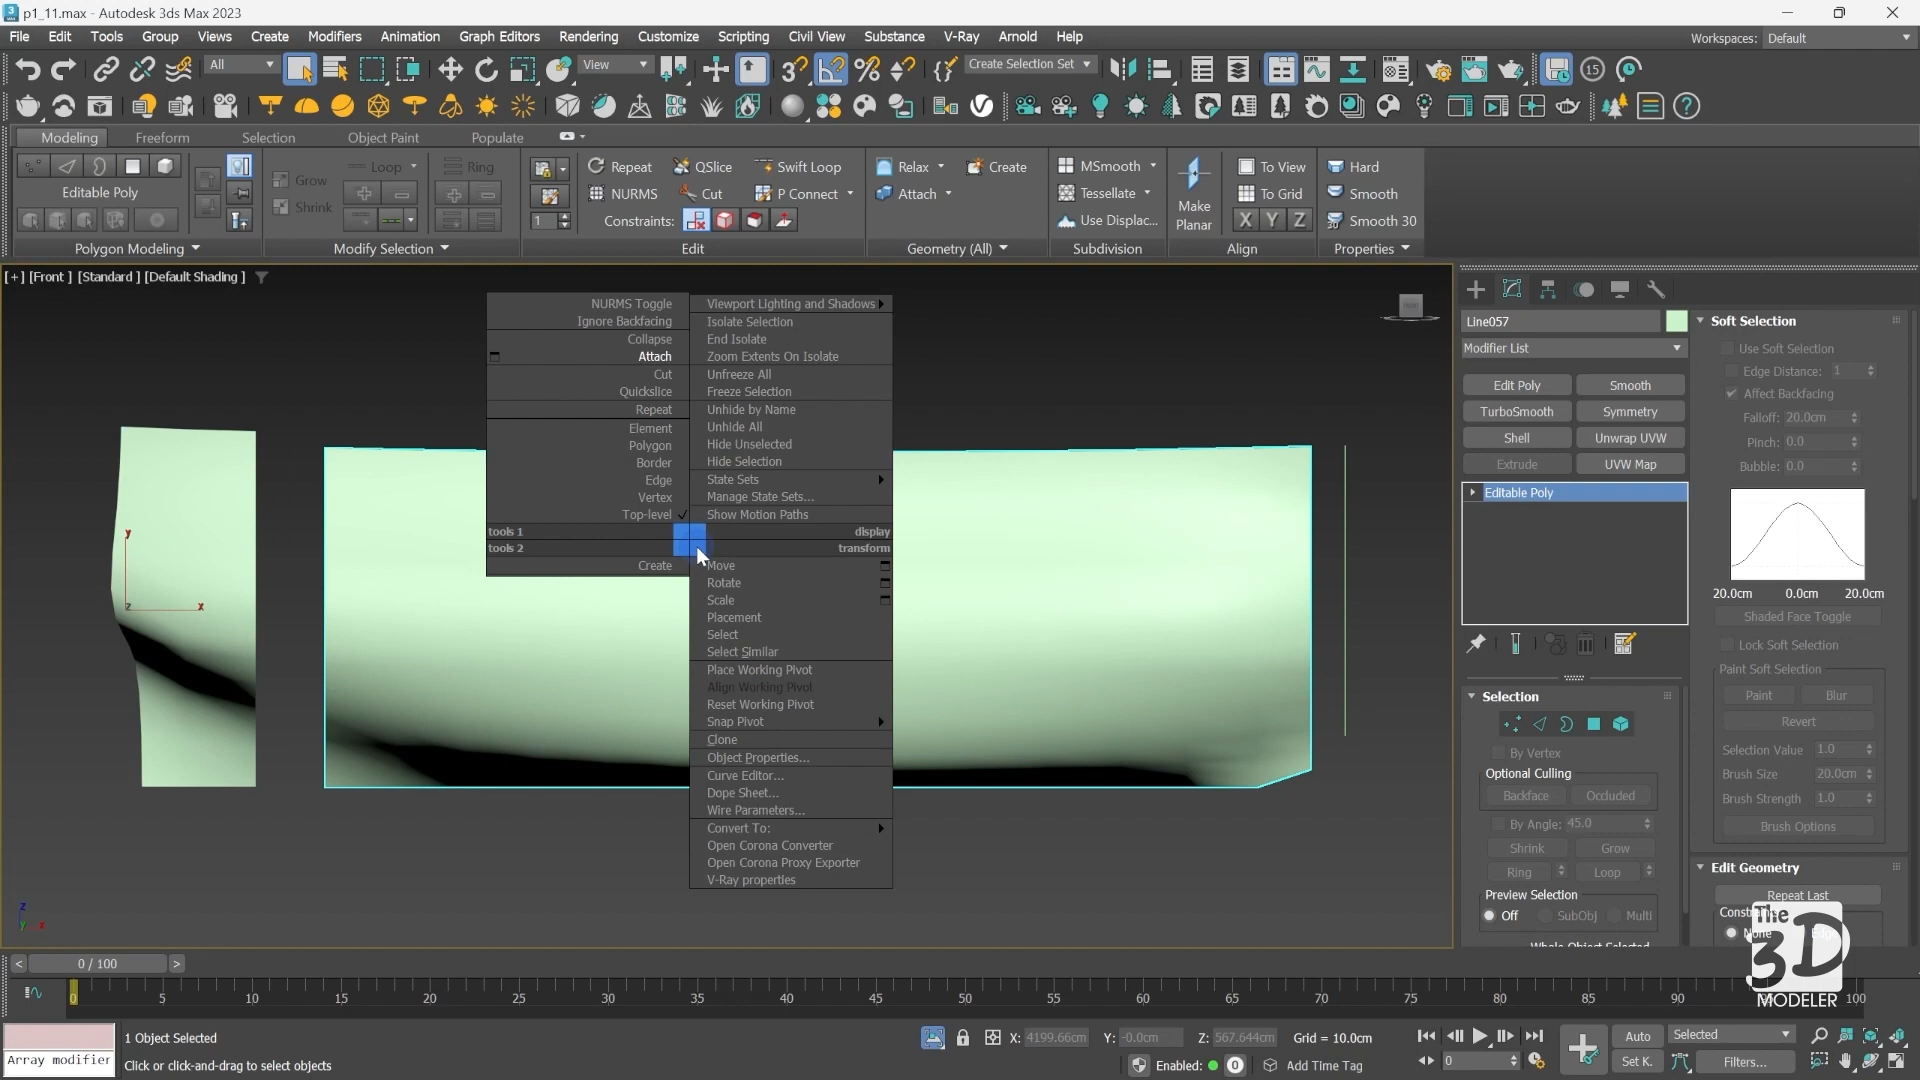 p1_11.max - Autodesk 3ds Max 2023
File Edit Tools Group Views Create Modifiers Animation Graph Editors Rendering Customize Scripting Civil View Substance V-Ray Arnold Help
Workspaces: Default
All
View
Create Selection Set
15
Modeling Freeform Selection Object Paint Populate
Editable Poly
Polygon Modeling
Grow
Shrink
Loop
Ring
Modify Selection
1
Repeat QSlice Swift Loop
NURMS Cut P Connect
Constraints:
Edit
Relax Create
Attach
Geometry (All)
MSmooth
Tessellate
Use Displac...
Subdivision
Make
Planar
To View
To Grid
X Y Z
Align
Hard
Smooth
Smooth 30
Properties
[+] [Front ] [Standard ] [Default Shading ]
NURMS Toggle
Ignore Backfacing
Collapse
Attach
Cut
Quickslice
Repeat
Element
Polygon
Border
Edge
Vertex
Top-level
tools 1
tools 2
Create
Viewport Lighting and Shadows
Isolate Selection
End Isolate
Zoom Extents On Isolate
Unfreeze All
Freeze Selection
Unhide by Name
Unhide All
Hide Unselected
Hide Selection
State Sets
Manage State Sets...
Show Motion Paths
display
transform
Move
Rotate
Scale
Placement
Select
Select Similar
Place Working Pivot
Align Working Pivot
Reset Working Pivot
Snap Pivot
Clone
Object Properties...
Curve Editor...
Dope Sheet...
Wire Parameters...
Convert To:
Open Corona Converter
Open Corona Proxy Exporter
V-Ray properties
y
z x
z
y x
Line057
Modifier List
Edit Poly Smooth
TurboSmooth Symmetry
Shell Unwrap UVW
Extrude UVW Map
Editable Poly
Selection
By Vertex
Optional Culling
Backface Occluded
By Angle: 45.0
Shrink Grow
Ring Loop
Preview Selection
Off SubObj Multi
Whole Object Selected
Soft Selection
Use Soft Selection
Edge Distance: 1
Affect Backfacing
Falloff: 20.0cm
Pinch: 0.0
Bubble: 0.0
20.0cm 0.0cm 20.0cm
Shaded Face Toggle
Lock Soft Selection
Paint Soft Selection
Paint Blur
Revert
Selection Value 1.0
Brush Size 20.0cm
Brush Strength 1.0
Brush Options
Edit Geometry
Repeat Last
The
3D
MODELER
< 0 / 100 >
0 5 10 15 20 25 30 35 40 45 50 55 60 65 70 75 80 85 90 100
Array modifier
1 Object Selected
Click or click-and-drag to select objects
X: 4199.66cm Y: -0.0cm Z: 567.644cm Grid = 10.0cm
Enabled: 0 Add Time Tag
0
Auto Selected
Set K. Filters...